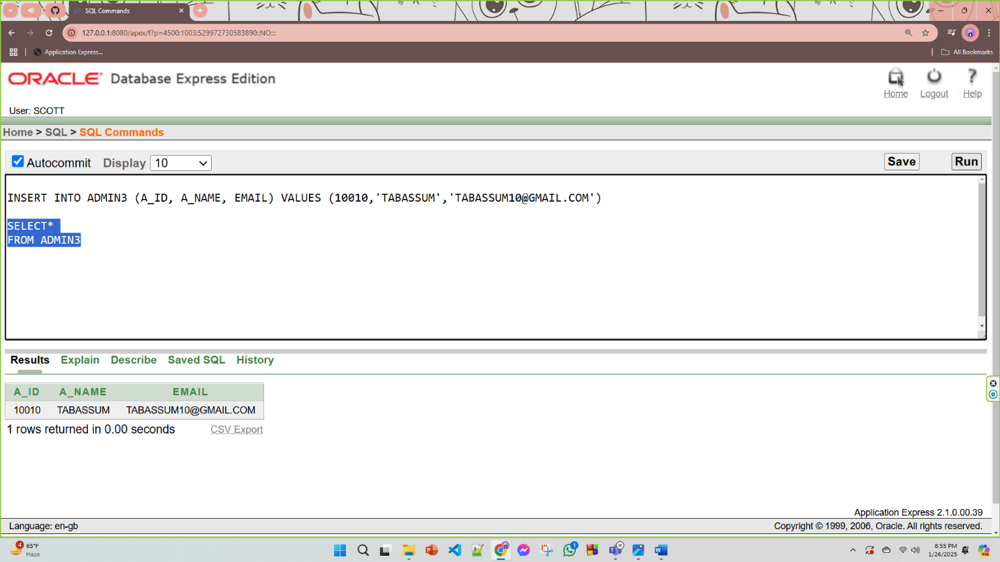 SQL Commands
127.0.0.1:8080/apex/f?p=4500:1003:529972730583890::NO:::
Application Express...
All Bookmarks
ORACLE Database Express Edition
Home Logout Help
User: SCOTT
Home > SQL > SQL Commands
Autocommit Display 10 Save Run
INSERT INTO ADMIN3 (A_ID, A_NAME, EMAIL) VALUES (10010,'TABASSUM','TABASSUM10@GMAIL.COM')
SELECT*
FROM ADMIN3
Results Explain Describe Saved SQL History
A_ID A_NAME EMAIL
10010 TABASSUM TABASSUM10@GMAIL.COM
1 rows returned in 0.00 seconds CSV Export
Application Express 2.1.0.00.39
Language: en-gb Copyright © 1999, 2006, Oracle. All rights reserved.
4 65°F
Haze
1
8:55 PM
1/26/2025
PRE